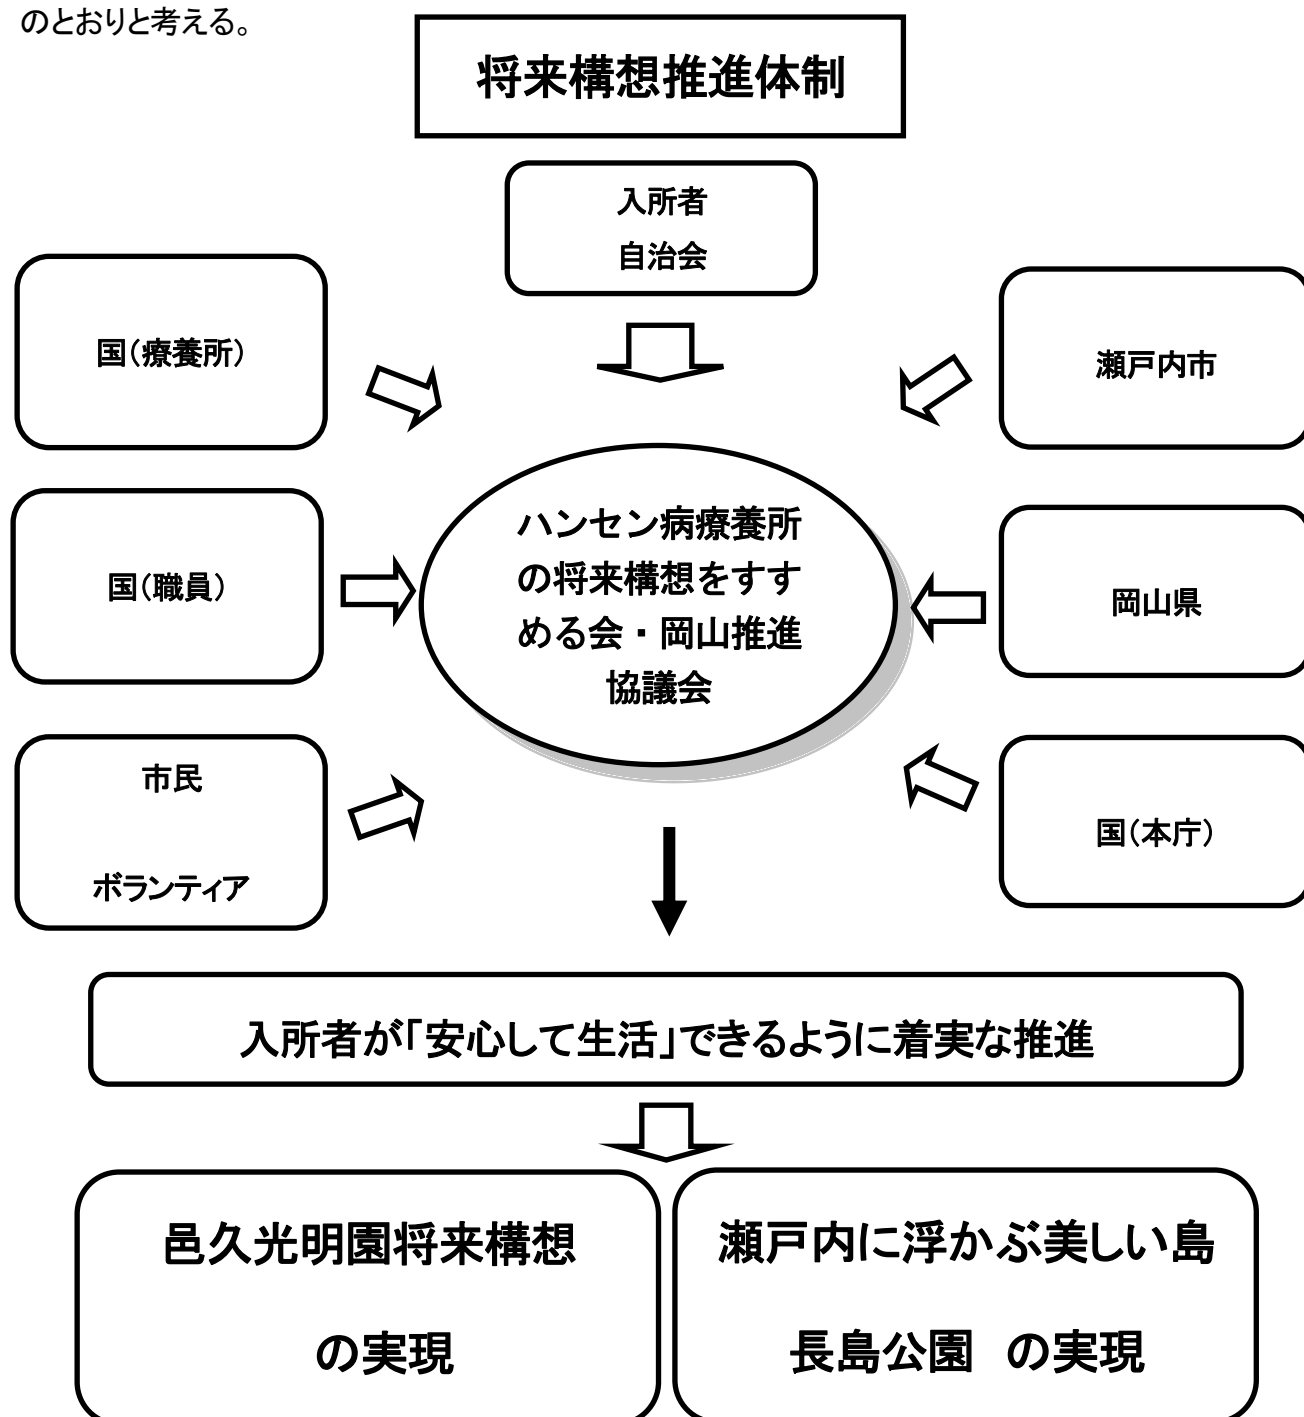 のとおりと考える。
将来構想推進体制
入所者
自治会
国(療養所)
瀬戸内市
ハンセン病療養所
の将来構想をすす
める会・岡山推進
協議会
国(職員)
岡山県
市民
ボランティア
国(本庁)
入所者が「安心して生活」できるように着実な推進
邑久光明園将来構想
の実現
瀬戸内に浮かぶ美しい島
長島公園 の実現